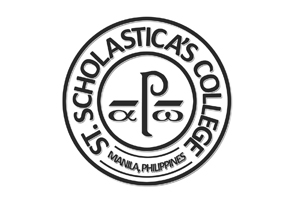 ST. SCHOLASTICA'S COLLEGE
α ρ ω
MANILA, PHILIPPINES